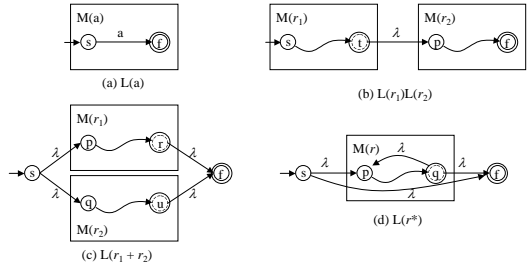 M(a)
s a f
(a) L(a)
M(r₁)
s t
λ
M(r₂)
p f
(b) L(r₁)L(r₂)
M(r₁)
p r
λ λ
s f
λ λ
q u
M(r₂)
(c) L(r₁ + r₂)
M(r)
λ
λ λ
s p q f
λ
(d) L(r*)